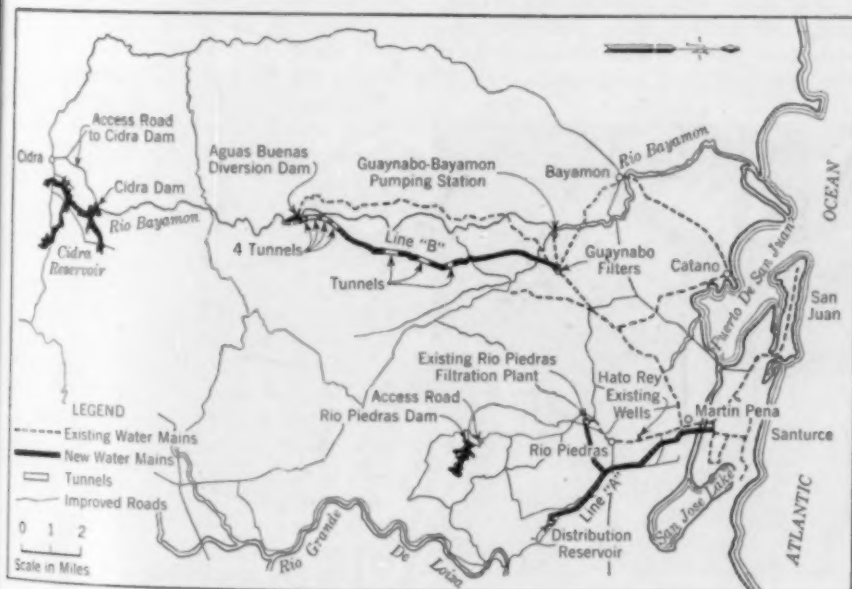 Access Road
to Cidra Dam
Cidra
Cidra Dam
Rio Bayamon
Cidra
Reservoir
Aguas Buenas
Diversion Dam
4 Tunnels
Line "B"
Tunnels
Guaynabo-Bayamon
Pumping Station
Bayamon
Rio Bayamon
Guaynabo
Filters
Catano
Puerto De San Juan
OCEAN
San
Juan
Existing Rio Piedras
Filtration Plant
Access Road
Rio Piedras Dam
Hato Rey
Existing
Wells
Martin Pena
Santurce
Rio Piedras
Line "A"
San Jose Lake
Distribution
Reservoir
ATLANTIC
Rio Grande
De
Loiza
LEGEND
Existing Water Mains
New Water Mains
Tunnels
Improved Roads
0 1 2
Scale in Miles